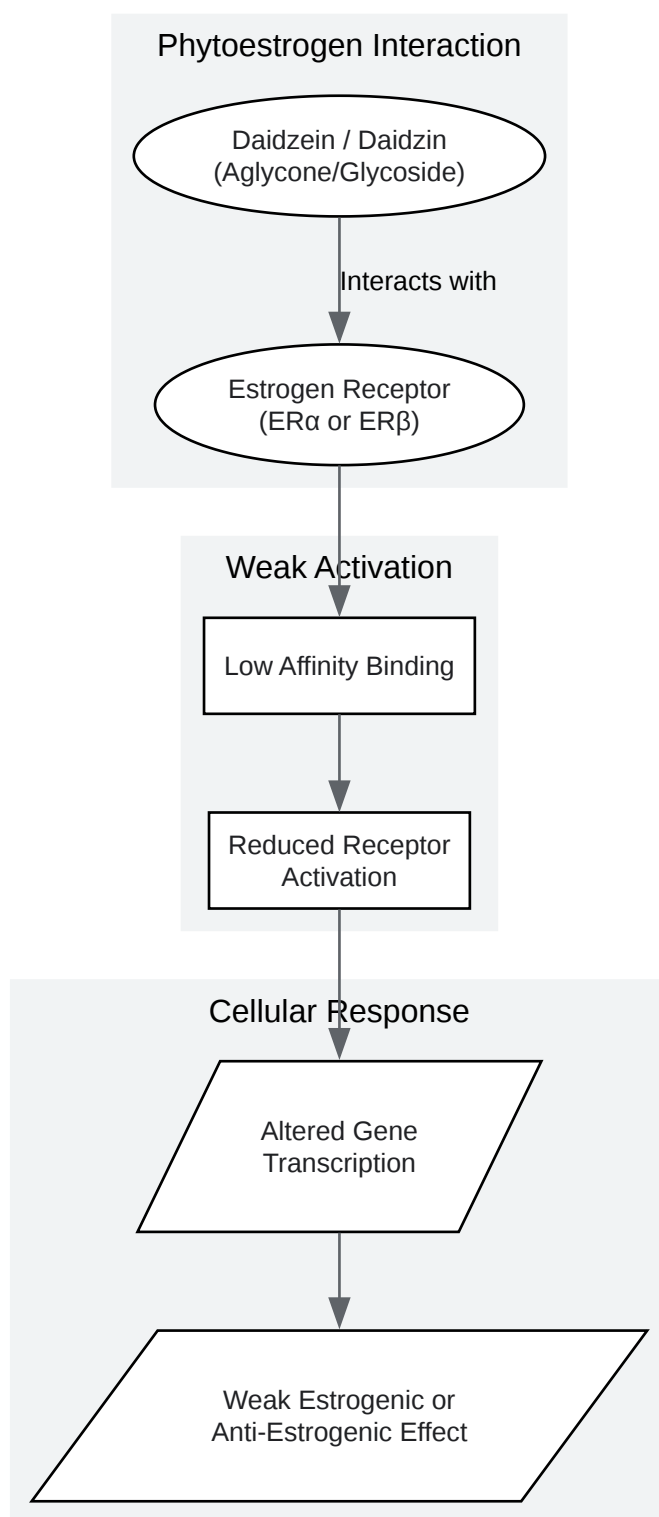 Phytoestrogen Interaction
Daidzein / Daidzin
(Aglycone/Glycoside)
Interacts with
Estrogen Receptor
(ERα or ERβ)
Weak Activation
Low Affinity Binding
Reduced Receptor
Activation
Cellular Response
Altered Gene
Transcription
Weak Estrogenic or
Anti-Estrogenic Effect